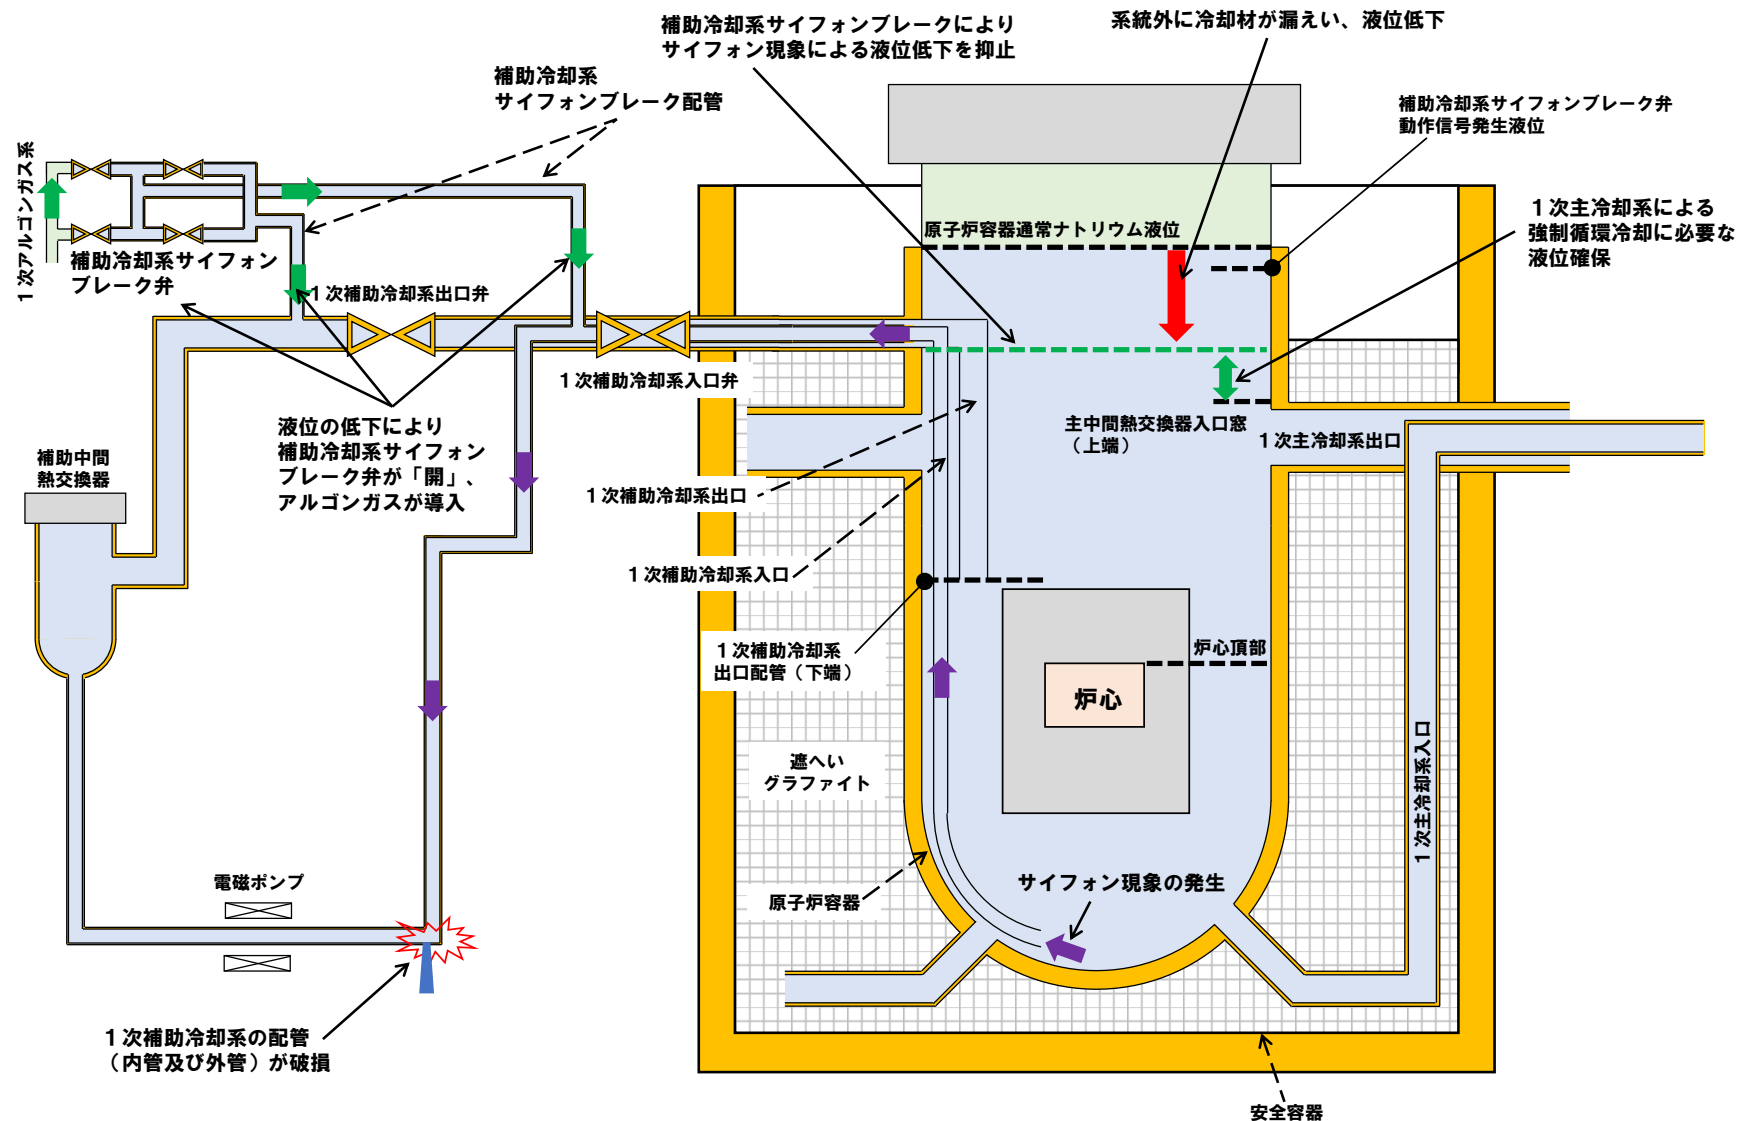 補助冷却系サイフォンブレークにより
サイフォン現象による液位低下を抑止
系統外に冷却材が漏えい、液位低下
補助冷却系
サイフォンブレーク配管
補助冷却系サイフォンブレーク弁
動作信号発生液位
１次アルゴンガス系
１次主冷却系による
強制循環冷却に必要な
液位確保
原子炉容器通常ナトリウム液位
補助冷却系サイフォン
ブレーク弁
１次補助冷却系出口弁
１次補助冷却系入口弁
液位の低下により
補助冷却系サイフォン
ブレーク弁が「開」、
アルゴンガスが導入
主中間熱交換器入口窓
（上端）
１次主冷却系出口
補助中間
熱交換器
１次補助冷却系出口
１次補助冷却系入口
１次補助冷却系
出口配管（下端）
炉心頂部
炉心
遮へい
グラファイト
１次主冷却系入口
電磁ポンプ
原子炉容器
サイフォン現象の発生
１次補助冷却系の配管
（内管及び外管）が破損
安全容器